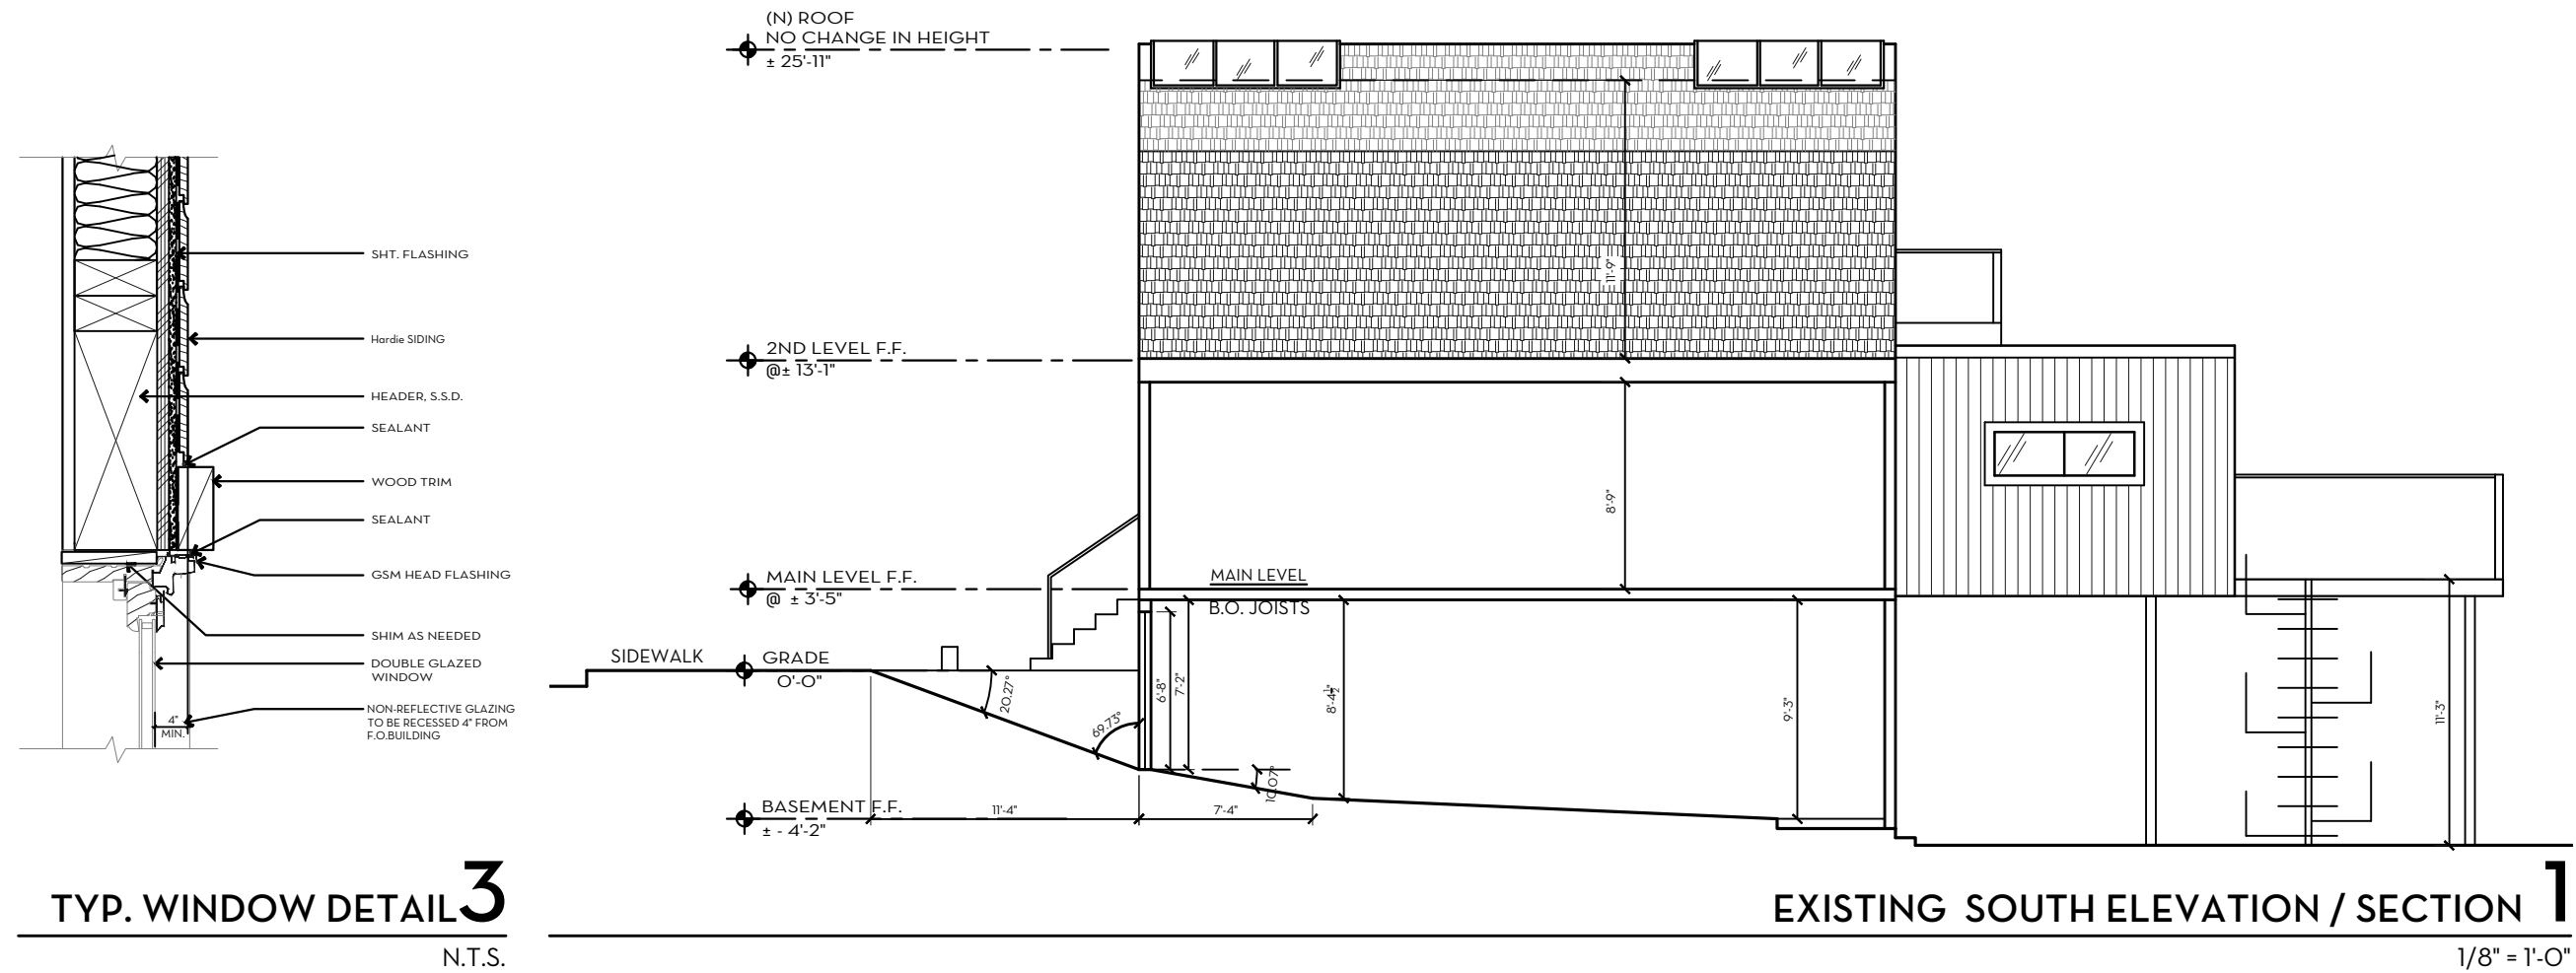 SHT. FLASHING
Hardie SIDING
HEADER, S.S.D.
SEALANT
WOOD TRIM
SEALANT
GSM HEAD FLASHING
SHIM AS NEEDED
DOUBLE GLAZED
WINDOW
NON-REFLECTIVE GLAZING
TO BE RECESSED 4" FROM
F.O.BUILDING
4"
MIN.
TYP. WINDOW DETAIL 3
N.T.S.
(N) ROOF
NO CHANGE IN HEIGHT
± 25'-11"
2ND LEVEL F.F.
@± 13'-1"
MAIN LEVEL F.F.
@ ± 3'-5"
SIDEWALK
GRADE
0'-0"
BASEMENT F.F.
± - 4'-2"
11'-9"
8'-9"
MAIN LEVEL
B.O. JOISTS
20.27°
69.73°
6'-8"
7'-2"
10.07°
8'-4½"
9'-3"
11'-3"
11'-4"
7'-4"
EXISTING SOUTH ELEVATION / SECTION 1
1/8" = 1'-0"